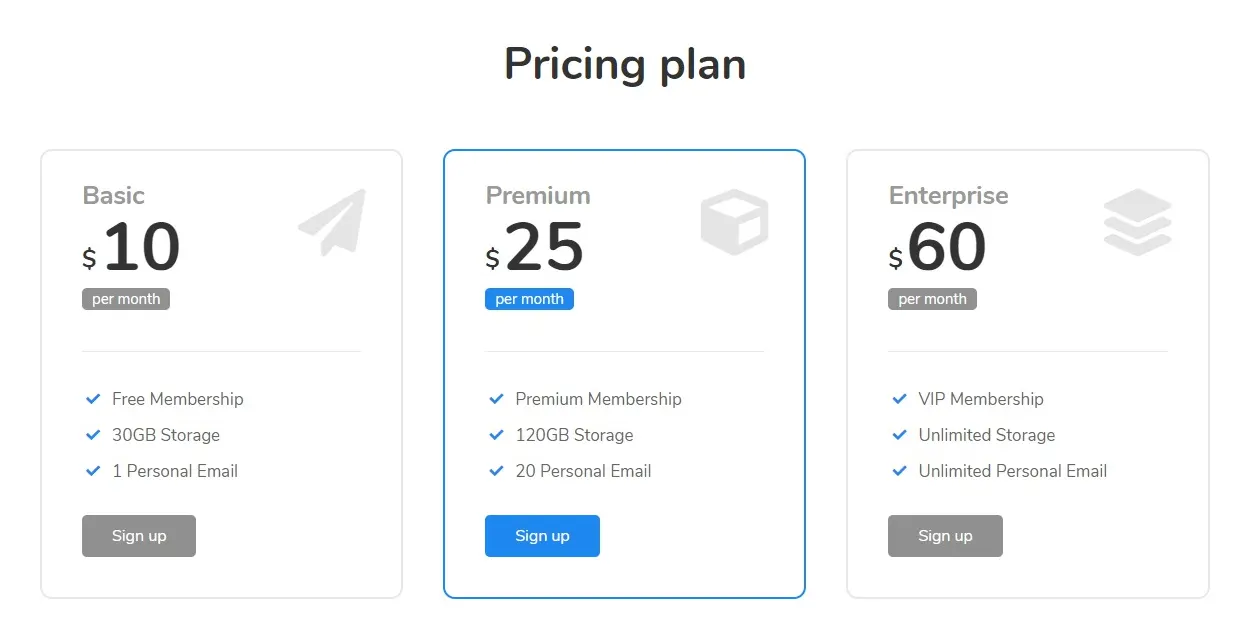 Pricing plan
Basic
$10
per month
Free Membership
30GB Storage
1 Personal Email
Sign up
Premium
$25
per month
Premium Membership
120GB Storage
20 Personal Email
Sign up
Enterprise
$60
per month
VIP Membership
Unlimited Storage
Unlimited Personal Email
Sign up